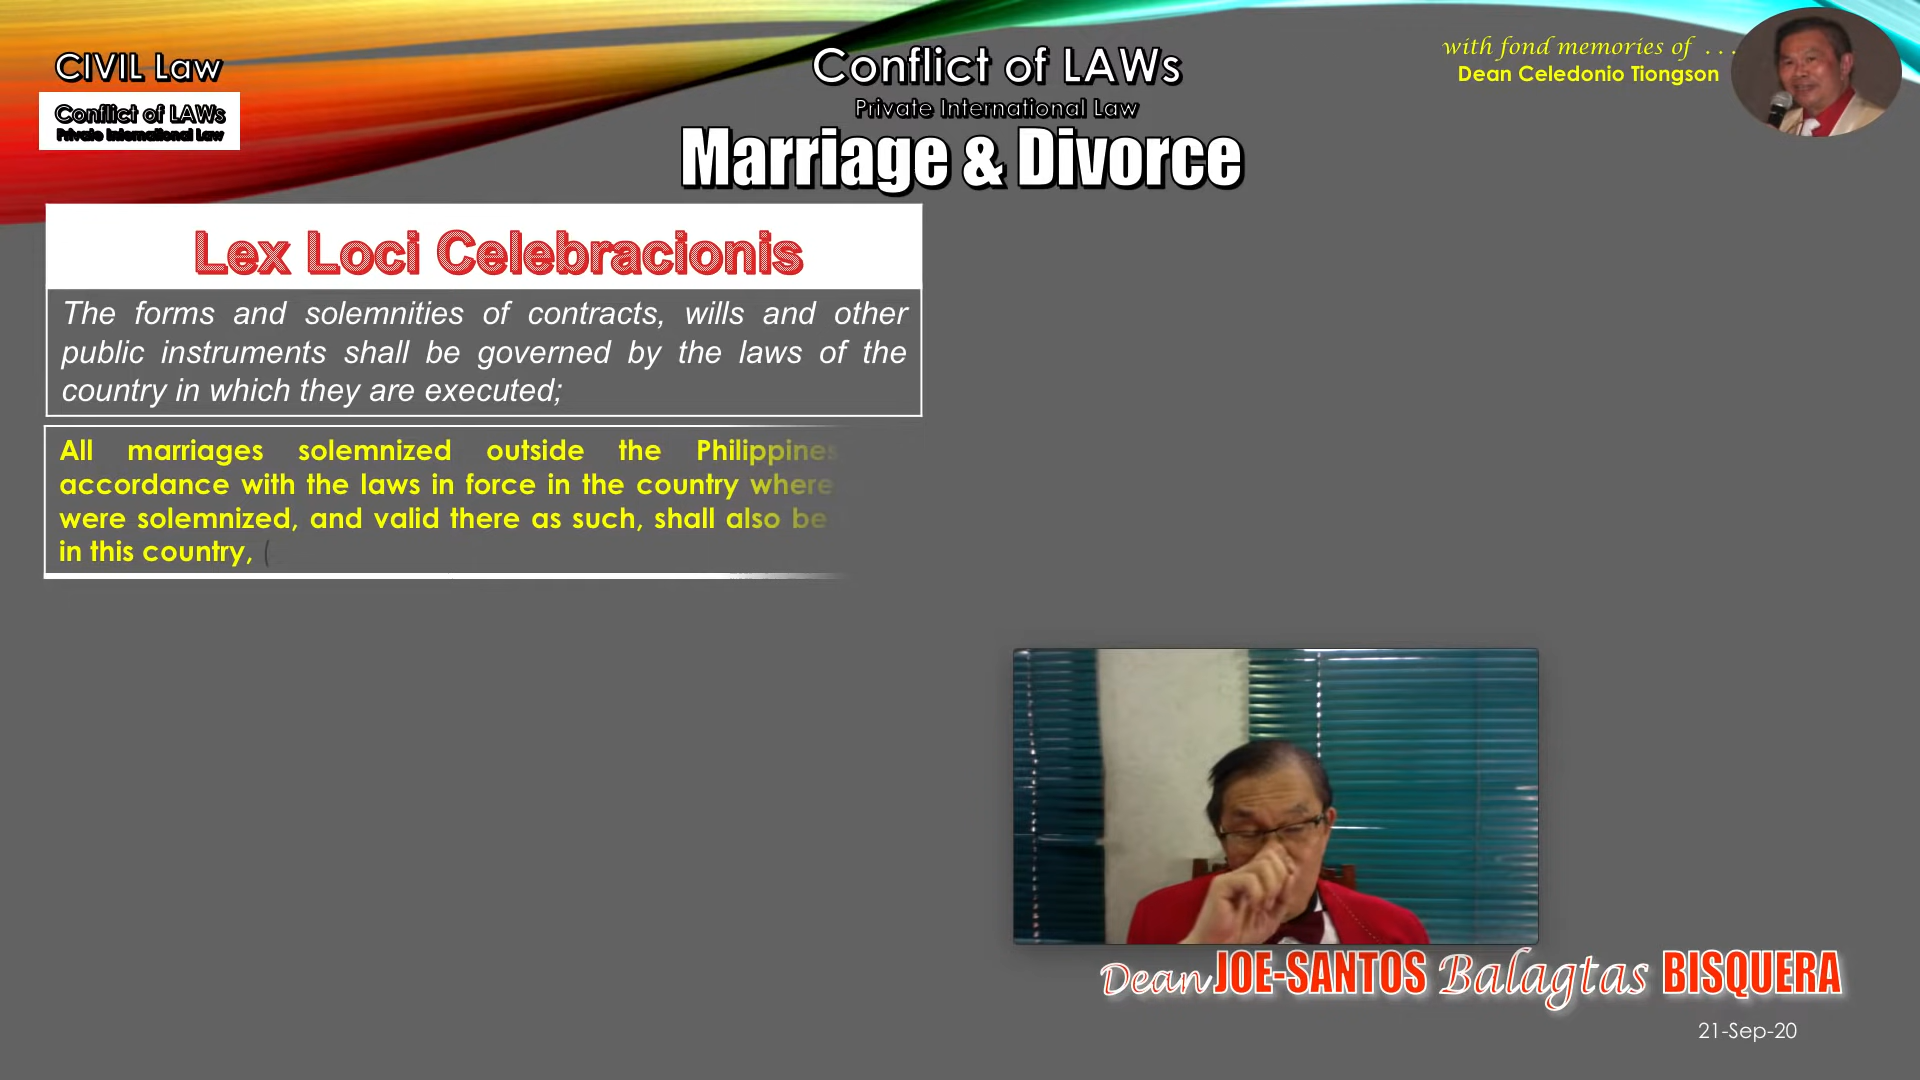 CIVIL Law
Conflict of LAWs
Private International Law
Conflict of LAWs
Private International Law
Marriage & Divorce
with fond memories of . . .
Dean Celedonio Tiongson
Lex Loci Celebracionis
The forms and solemnities of contracts, wills and other
public instruments shall be governed by the laws of the
country in which they are executed;
All marriages solemnized outside the Philippines
accordance with the laws in force in the country where
were solemnized, and valid there as such, shall also be
in this country, (
Dean JOE-SANTOS Balagtas BISQUERA
21-Sep-20